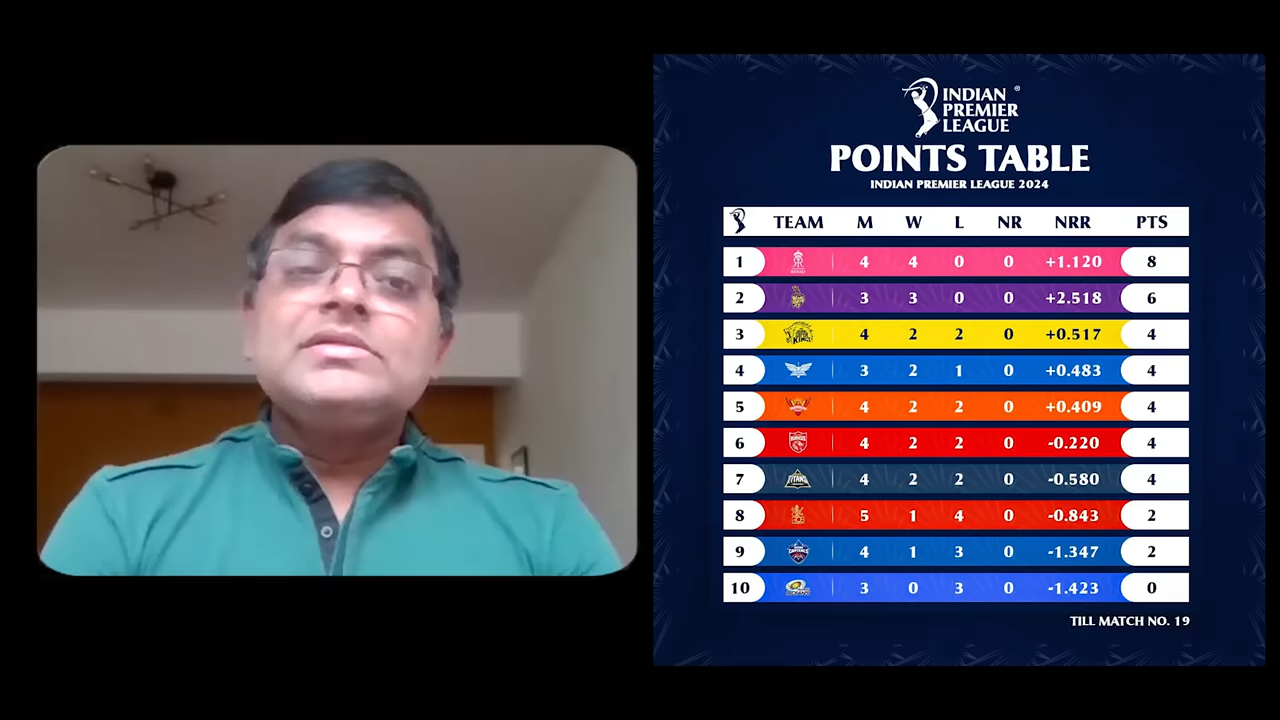 INDIAN
PREMIER
LEAGUE
POINTS TABLE
INDIAN PREMIER LEAGUE 2024
TEAM M W L NR NRR PTS
1 4 4 0 0 +1.120 8
2 3 3 0 0 +2.518 6
3 KINGS 4 2 2 0 +0.517 4
4 3 2 1 0 +0.483 4
5 4 2 2 0 +0.409 4
6 4 2 2 0 -0.220 4
7 TITANS 4 2 2 0 -0.580 4
8 5 1 4 0 -0.843 2
9 CAPITALS 4 1 3 0 -1.347 2
10 3 0 3 0 -1.423 0
TILL MATCH NO. 19